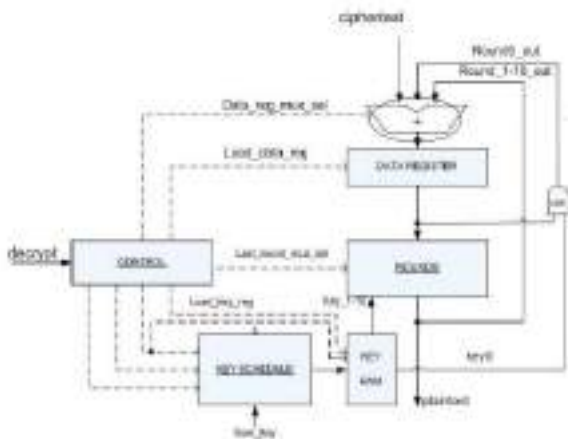 ciphertext
Round0_out
Round_1-10_out
Data_reg_mux_sel
Load_data_reg
DATA REGISTER
decrypt
CONTROL
Last_round_mux_sel
ROUNDS
Load_key_reg
key_1-10
KEY SCHEDULE
KEY
RAM
key0
plaintext